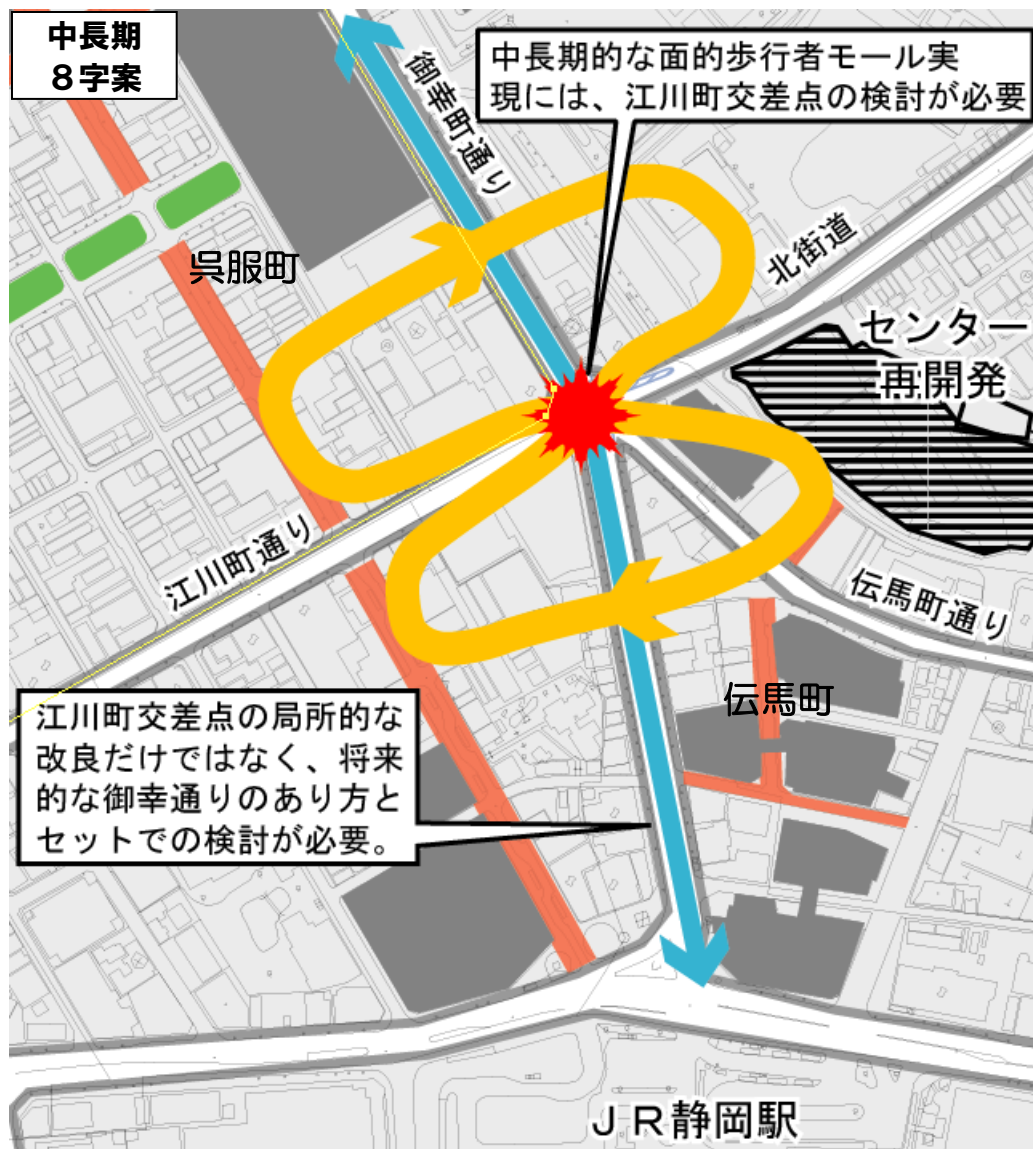 中長期
８字案
中長期的な面的歩行者モール実
現には、江川町交差点の検討が必要
御幸町通り
北街道
呉服町
センター
再開発
江川町通り
伝馬町通り
伝馬町
江川町交差点の局所的な
改良だけではなく、将来
的な御幸通りのあり方と
セットでの検討が必要。
ＪＲ静岡駅